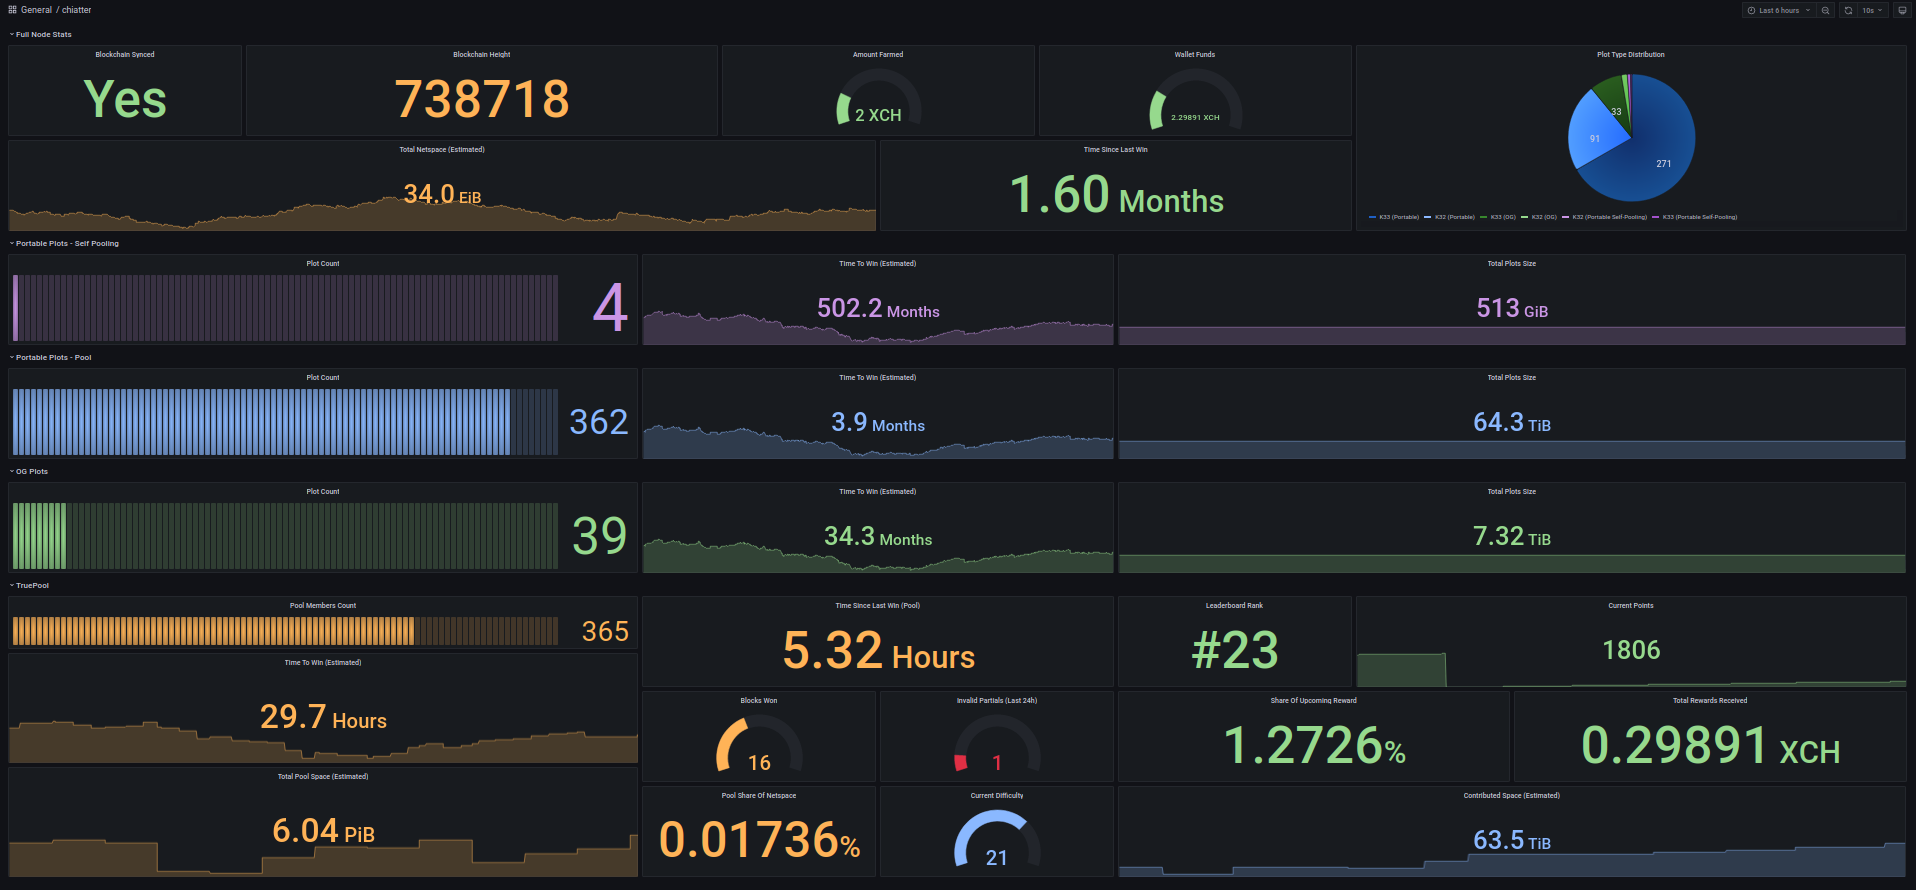 General / chiatter
Last 6 hours
10s
Full Node Stats
Blockchain Synced
Yes
Blockchain Height
738718
Amount Farmed
2 XCH
Wallet Funds
2.29891 XCH
Plot Type Distribution
33
91
271
K33 (Portable) K32 (Portable) K33 (OG) K32 (OG) K32 (Portable Self-Pooling) K33 (Portable Self-Pooling)
Total Netspace (Estimated)
34.0 EiB
Time Since Last Win
1.60 Months
Portable Plots - Self Pooling
Plot Count
4
Time To Win (Estimated)
502.2 Months
Total Plots Size
513 GiB
Portable Plots - Pool
Plot Count
362
Time To Win (Estimated)
3.9 Months
Total Plots Size
64.3 TiB
OG Plots
Plot Count
39
Time To Win (Estimated)
34.3 Months
Total Plots Size
7.32 TiB
TruePool
Pool Members Count
365
Time Since Last Win (Pool)
5.32 Hours
Leaderboard Rank
#23
Current Points
1806
Time To Win (Estimated)
29.7 Hours
Blocks Won
16
Invalid Partials (Last 24h)
1
Share Of Upcoming Reward
1.2726%
Total Rewards Received
0.29891 XCH
Total Pool Space (Estimated)
6.04 PiB
Pool Share Of Netspace
0.01736%
Current Difficulty
21
Contributed Space (Estimated)
63.5 TiB